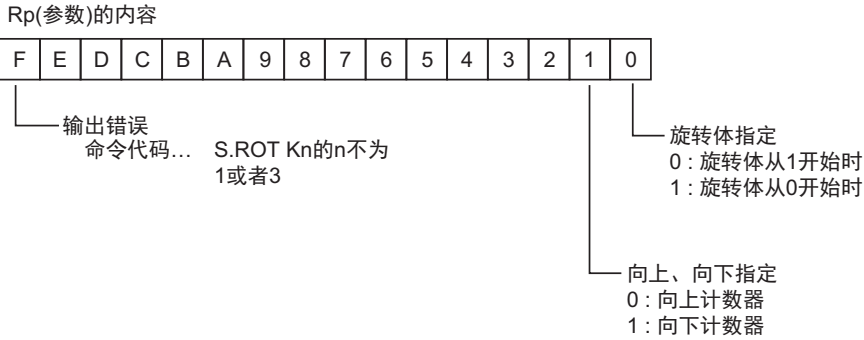 Rp(参数)的内容
F E D C B A 9 8 7 6 5 4 3 2 1 0
输出错误
命令代码… S.ROT Kn的n不为
1或者3
旋转体指定
0 : 旋转体从1开始时
1 : 旋转体从0开始时
向上、向下指定
0 : 向上计数器
1 : 向下计数器